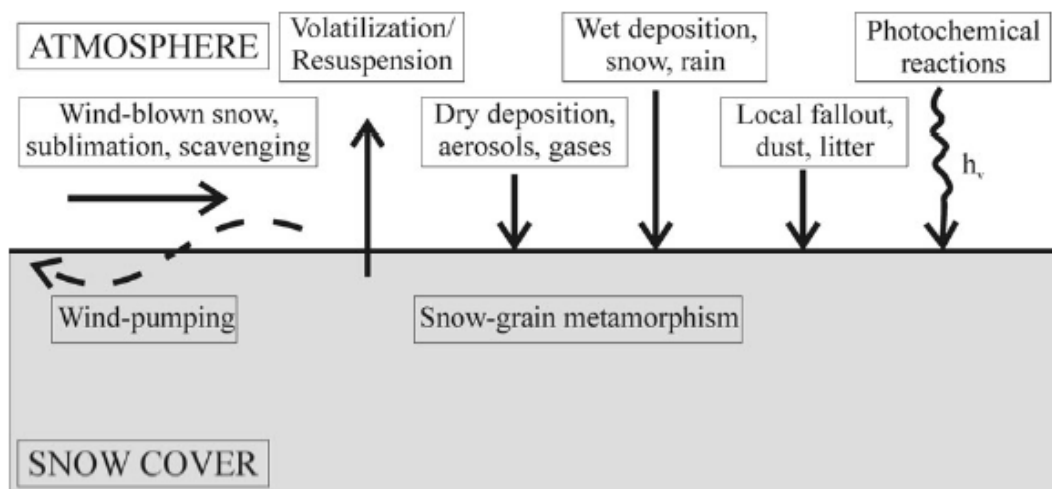 ATMOSPHERE
Volatilization/
Resuspension
Wet deposition,
snow, rain
Photochemical
reactions
Wind-blown snow,
sublimation, scavenging
Dry deposition,
aerosols, gases
Local fallout,
dust, litter
hᵥ
Wind-pumping
Snow-grain metamorphism
SNOW COVER